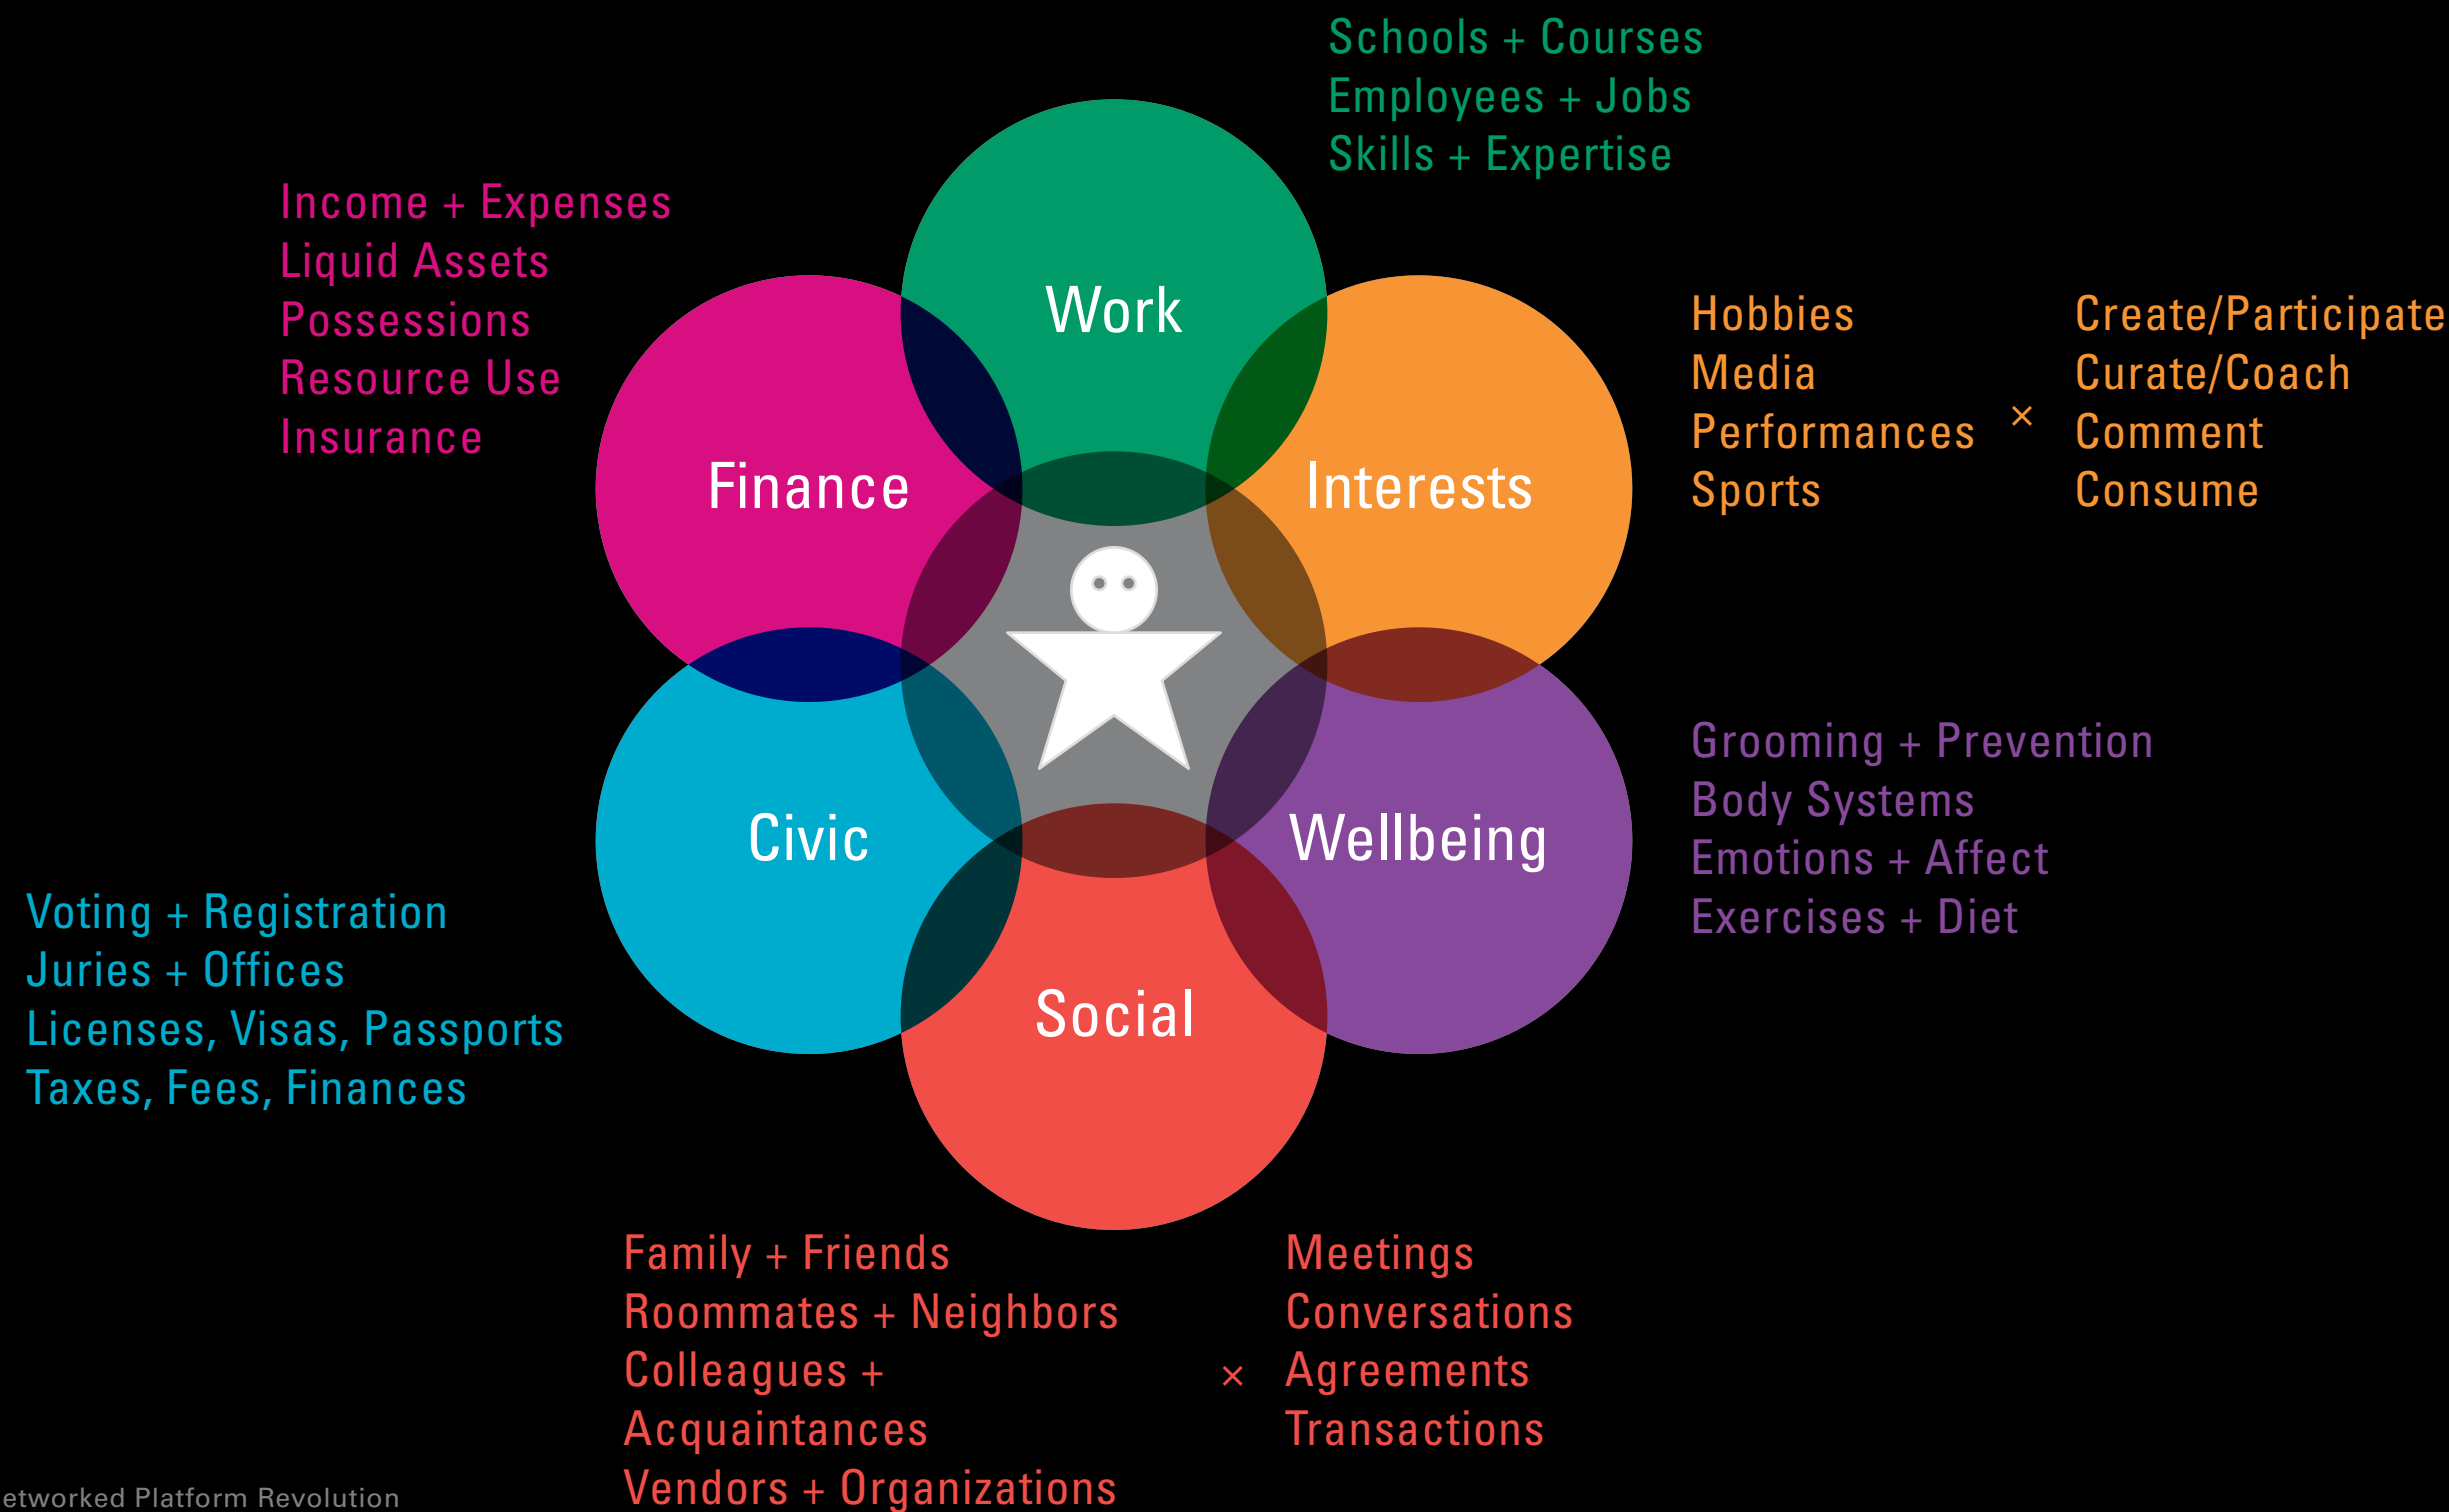 Schools + Courses
Employees + Jobs
Skills + Expertise
Income + Expenses
Liquid Assets
Possessions
Resource Use
Insurance
Work
Finance
Interests
Hobbies
Media
Performances
Sports
×
Create/Participate
Curate/Coach
Comment
Consume
Civic
Wellbeing
Social
Grooming + Prevention
Body Systems
Emotions + Affect
Exercises + Diet
Voting + Registration
Juries + Offices
Licenses, Visas, Passports
Taxes, Fees, Finances
Family + Friends
Roommates + Neighbors
Colleagues +
Acquaintances
Vendors + Organizations
×
Meetings
Conversations
Agreements
Transactions
etworked Platform Revolution